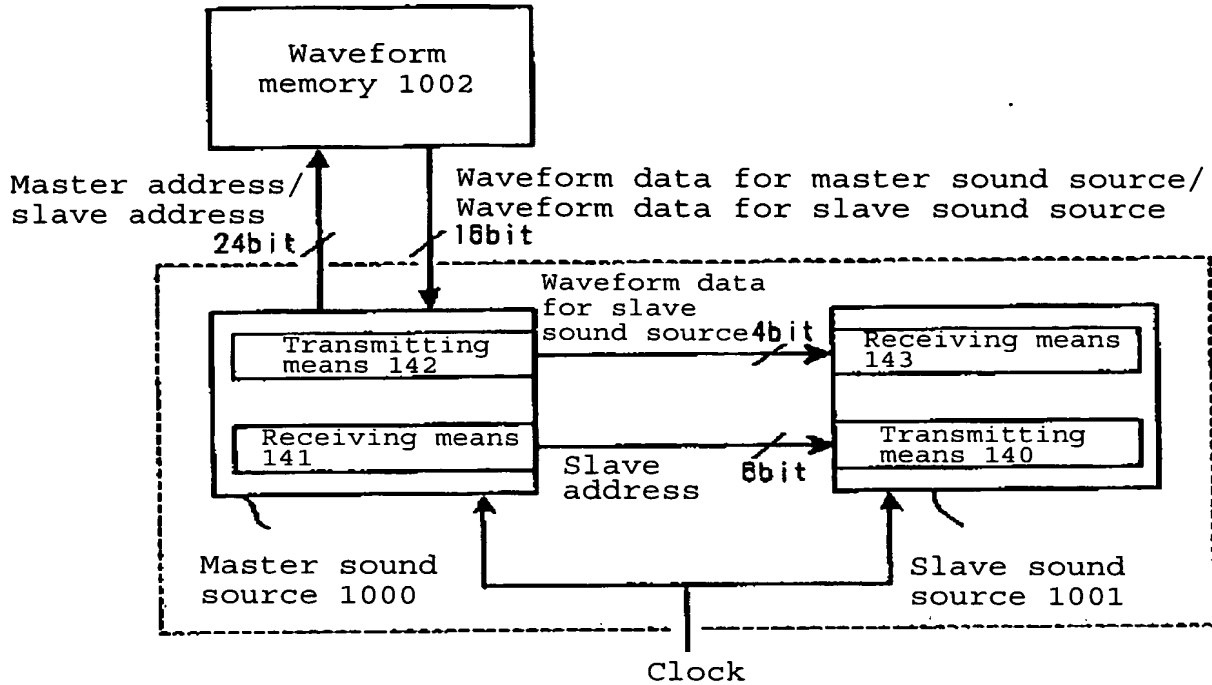 Waveform
memory 1002
Master address/
slave address
24bit
Waveform data for master sound source/
Waveform data for slave sound source
16bit
Waveform data
for slave
sound source
4bit
Transmitting
means 142
Receiving means
143
Receiving means
141
Transmitting
means 140
Slave
address
6bit
Master sound
source 1000
Slave sound
source 1001
Clock